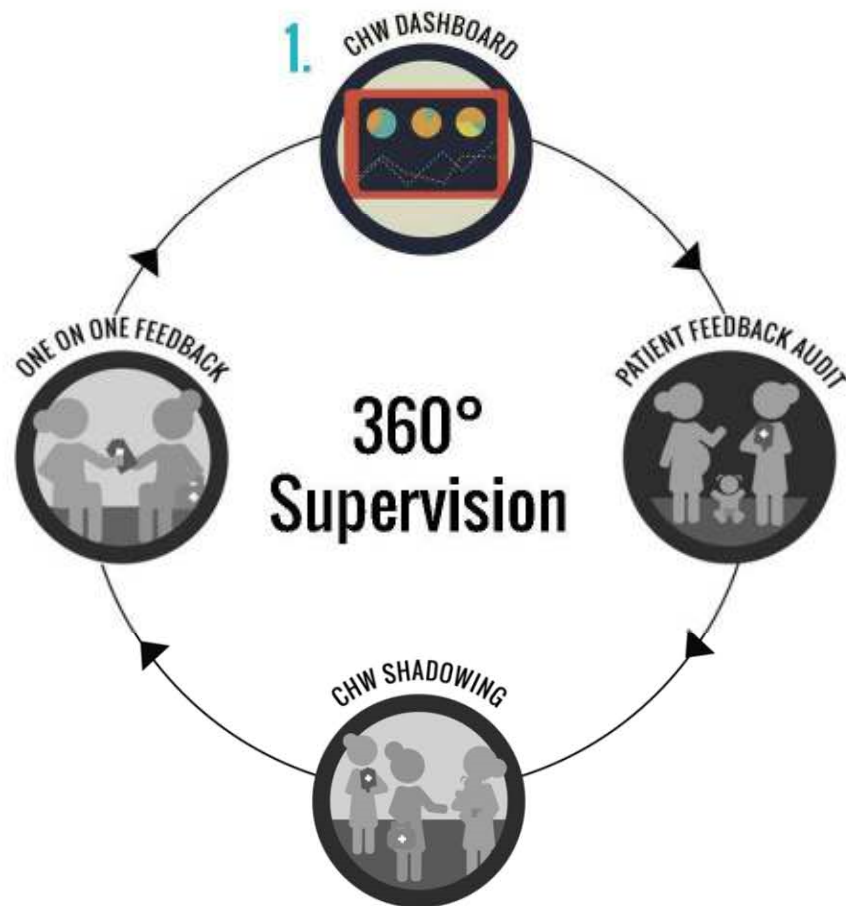 1.
CHW DASHBOARD
ONE ON ONE FEEDBACK
PATIENT FEEDBACK AUDIT
360°
Supervision
CHW SHADOWING